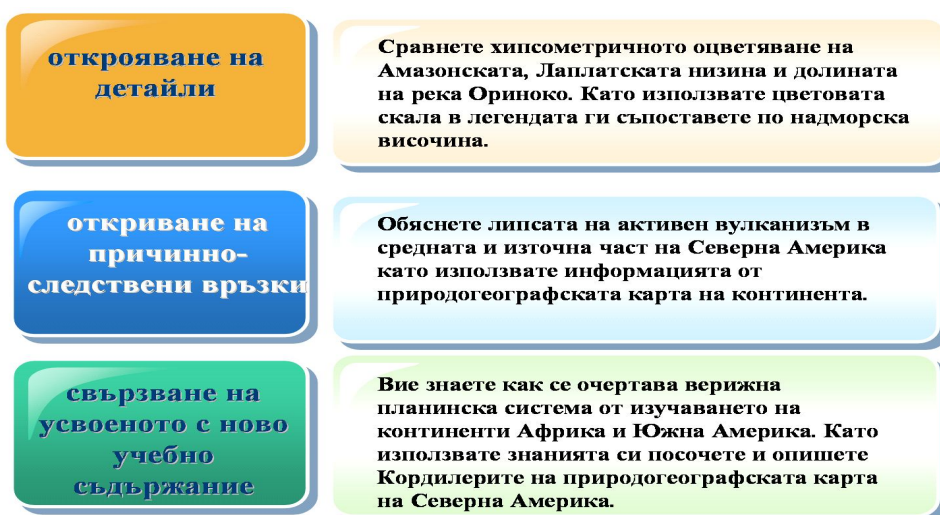 открояване на
детайли
Сравнете хипсометричното оцветяване на
Амазонската, Лаплатската низина и долината
на река Ориноко. Като използвате цветовата
скала в легендата ги съпоставете по надморска
височина.
откриване на
причинно-
следствени връзки
Обяснете липсата на активен вулканизъм в
средната и източна част на Северна Америка
като използвате информацията от
природогеографската карта на континента.
свързване на
усвоеното с ново
учебно
съдържание
Вие знаете как се очертава верижна
планинска система от изучаването на
континенти Африка и Южна Америка. Като
използвате знанията си посочете и опишете
Кордилерите на природогеографската карта
на Северна Америка.